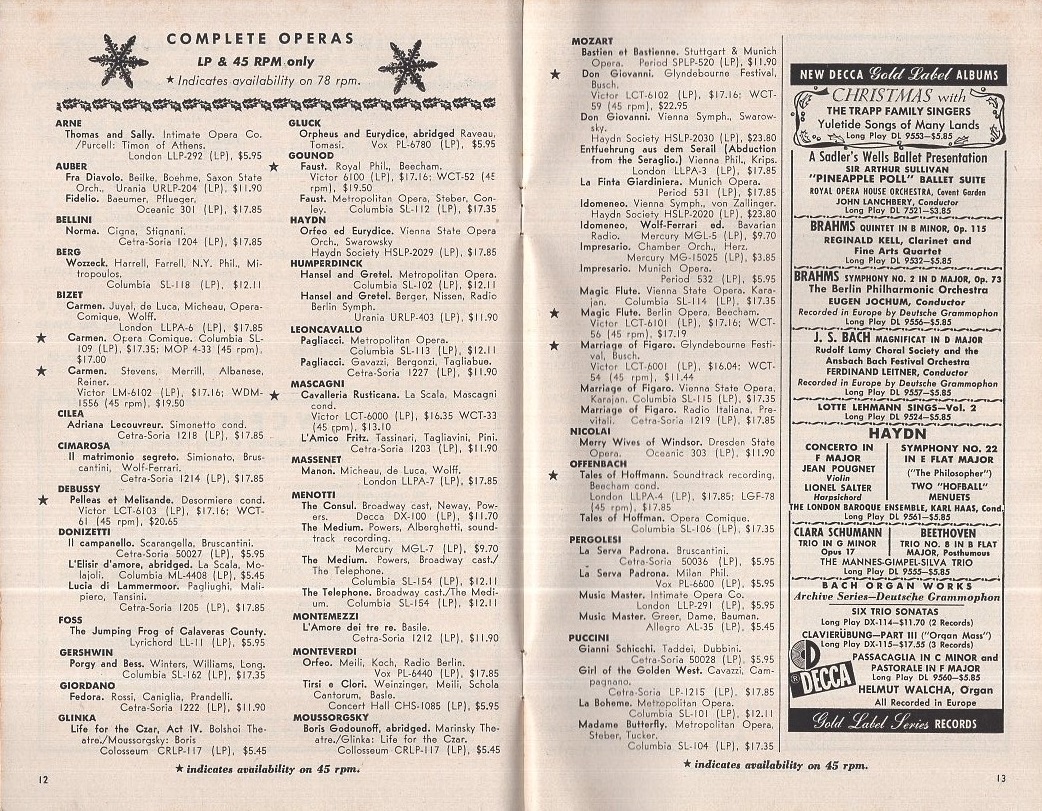 COMPLETE OPERAS
LP & 45 RPM only
★ Indicates availability on 78 rpm.
ARNE
Thomas and Sally. Intimate Opera Co.
/Purcell: Timon of Athens.
London LLP-292 (LP), $5.95
AUBER
Fra Diavolo. Beilke, Boehme, Saxon State
Orch., Urania URLP-204 (LP), $11.90
Fidelio. Baeumer, Pflueger,
Oceanic 301 (LP), $17.85
BELLINI
Norma. Cigna, Stignani.
Cetra-Soria 1204 (LP), $17.85
BERG
Wozzeck. Harrell, Farrell, N.Y. Phil., Mi-
tropoulos,
Columbia SL-118 (LP), $12.11
BIZET
Carmen. Juyal, de Luca, Micheau, Opera-
Comique, Wolff.
London LLPA-6 (LP), $17.85
★ Carmen. Opera Comique. Columbia SL-
109 (LP), $17.35; MOP 4-33 (45 rpm),
$17.00
★ Carmen. Stevens, Merrill, Albanese,
Reiner.
Victor LM-6102 (LP), $17.16; WDM-
1556 (45 rpm), $19.50
CILEA
Adriana Lecouvreur. Simonetto cond.
Cetra-Soria 1218 (LP), $17.85
CIMAROSA
Il matrimonio segreto. Simionato, Brus-
cantini, Wolf-Ferrari.
Cetra-Soria 1214 (LP), $17.85
DEBUSSY
★ Pelleas et Melisande. Desormiere cond.
Victor LCT-6103 (LP), $17.16; WCT-
61 (45 rpm), $20.65
DONIZETTI
Il campanello. Scarangella, Bruscantini.
Cetra-Soria 50027 (LP), $5.95
L'Elisir d'amore, abridged. La Scala, Mo-
lajoli. Columbia ML-4408 (LP), $5.45
Lucia di Lammermoor. Pagliughi, Mali-
piero, Tansini.
Cetra-Soria 1205 (LP), $17.85
FOSS
The Jumping Frog of Calaveras County.
Lyrichord LL-11 (LP), $5.95
GERSHWIN
Porgy and Bess. Winters, Williams, Long.
Columbia SL-162 (LP), $17.35
GIORDANO
Fedora. Rossi, Caniglia, Prandelli.
Cetra-Soria 1222 (LP), $11.90
GLINKA
Life for the Czar, Act IV. Bolshoi The-
atre./Moussorgsky: Boris
Colosseum CRLP-117 (LP), $5.45
GLUCK
Orpheus and Eurydice, abridged Raveau,
Tomasi. Vox PL-6780 (LP), $5.95
GOUNOD
★ Faust. Royal Phil., Beecham.
Victor 6100 (LP), $17.16; WCT-52 (45
rpm), $19.50
Faust. Metropolitan Opera, Steber, Con-
ley. Columbia SL-112 (LP), $17.35
HAYDN
Orfeo ed Eurydice. Vienna State Opera
Orch., Swarowsky
Haydn Society HSLP-2029 (LP), $17.85
HUMPERDINCK
Hansel and Gretel. Metropolitan Opera.
Columbia SL-102 (LP), $12.11
Hansel and Gretel. Berger, Nissen, Radio
Berlin Symph.
Urania URLP-403 (LP), $11.90
LEONCAVALLO
Pagliacci. Metropolitan Opera.
Columbia SL-113 (LP), $12.11
Pagliacci. Gavazzi, Bergonzi, Tagliabue.
Cetra-Soria 1227 (LP), $11.90
MASCAGNI
★ Cavalleria Rusticana. La Scala, Mascagni
cond.
Victor LCT-6000 (LP), $16.35 WCT-33
(45 rpm), $13.10
L'Amico Fritz. Tassinari, Tagliavini, Pini.
Cetra-Soria 1203 (LP), $11.90
MASSENET
Manon. Micheau, de Luca, Wolff.
London LLPA-7 (LP), $17.85
MENOTTI
The Consul. Broadway cast, Neway, Pow-
ers. Decca DX-100 (LP), $11.70
The Medium. Powers, Alberghetti, sound-
track recording.
Mercury MGL-7 (LP), $9.70
The Medium. Powers, Broadway cast./
The Telephone.
Columbia SL-154 (LP), $12.11
The Telephone. Broadway cast./The Medi-
um. Columbia SL-154 (LP), $12.11
MONTEMEZZI
L'Amore dei tre re. Basile.
Cetra-Soria 1212 (LP), $11.90
MONTEVERDI
Orfeo. Meili, Koch, Radio Berlin.
Vox PL-6440 (LP), $17.85
Tirsi e Clori. Weinzinger, Meili, Schola
Cantorum, Basle.
Concert Hall CHS-1085 (LP), $5.95
MOUSSORGSKY
Boris Godounoff, abridged. Marinsky The-
atre./Glinka: Life for the Czar.
Collosseum CRLP-117 (LP), $5.45
★ indicates availability on 45 rpm.
12
MOZART
Bastien et Bastienne. Stuttgart & Munich
Opera. Period SPLP-520 (LP), $11.90
★ Don Giovanni. Glyndebourne Festival,
Busch.
Victor LCT-6102 (LP), $17.16; WCT-
59 (45 rpm), $22.95
Don Giovanni. Vienna Symph., Swarow-
sky.
Haydn Society HSLP-2030 (LP), $23.80
Entfuehrung aus dem Serail (Abduction
from the Seraglio.) Vienna Phil., Krips.
London LLPA-3 (LP), $17.85
La Finta Giardiniera. Munich Opera.
Period 531 (LP), $17.85
Idomeneo. Vienna Symph., von Zallinger.
Haydn Society HSLP-2020 (LP), $23.80
Idomeneo, Wolf-Ferrari ed. Bavarian
Radio. Mercury MGL-5 (LP), $9.70
Impresario. Chamber Orch., Herz.
Mercury MG-15025 (LP), $3.85
Impresario. Munich Opera.
Period 532 (LP), $5.95
Magic Flute. Vienna State Opera. Kara-
jan. Columbia SL-114 (LP), $17.35
★ Magic Flute. Berlin Opera, Beecham.
Victor LCT-6101 (LP), $17.16; WCT-
56 (45 rpm), $17.19
★ Marriage of Figaro. Glyndebourne Festi-
val, Busch.
Victor LCT-6001 (LP), $16.04; WCT-
54 (45 rpm), $11.44
Marriage of Figaro. Vienna State Opera,
Karajan. Columbia SL-115 (LP), $17.35
Marriage of Figaro. Radio Italiana, Pre-
vitali. Cetra-Soria 1219 (LP), $17.85
NICOLAI
Merry Wives of Windsor. Dresden State
Opera. Oceanic 303 (LP), $11.90
OFFENBACH
★ Tales of Hoffmann. Soundtrack recording,
Beecham cond.
London LLPA-4 (LP), $17.85; LGF-78
(45 rpm), $17.85
Tales of Hoffman. Opera Comique.
Columbia SL-106 (LP), $17.35
PERGOLESI
La Serva Padrona. Bruscantini.
Cetra-Soria 50036 (LP), $5.95
La Serva Padrona. Milan Phil.
Vox PL-6600 (LP), $5.95
Music Master. Intimate Opera Co.
London LLP-291 (LP), $5.95
Music Master. Greer, Dame, Bauman.
Allegro AL-35 (LP), $5.45
PUCCINI
Gianni Schicchi. Taddei, Dubbini.
Cetra-Soria 50028 (LP), $5.95
Girl of the Golden West. Cavazzi, Cam-
pagnano.
Cetra-Soria LP-1215 (LP), $17.85
La Boheme. Metropolitan Opera.
Columbia SL-101 (LP), $12.11
Madame Butterfly. Metropolitan Opera,
Steber, Tucker.
Columbia SL-104 (LP), $17.35
★ indicates availability on 45 rpm.
NEW DECCA Gold Label ALBUMS
CHRISTMAS with
THE TRAPP FAMILY SINGERS
Yuletide Songs of Many Lands
Long Play DL 9553—$5.85
A Sadler's Wells Ballet Presentation
SIR ARTHUR SULLIVAN
"PINEAPPLE POLL" BALLET SUITE
ROYAL OPERA HOUSE ORCHESTRA, Covent Garden
JOHN LANCHBERY, Conductor
Long Play DL 7521—$3.85
BRAHMS QUINTET IN B MINOR, Op. 115
REGINALD KELL, Clarinet and
Fine Arts Quartet
Long Play DL 9532—$5.85
BRAHMS SYMPHONY NO. 2 IN D MAJOR, Op. 73
The Berlin Philharmonic Orchestra
EUGEN JOCHUM, Conductor
Recorded in Europe by Deutsche Grammophon
Long Play DL 9556—$5.85
J. S. BACH MAGNIFICAT IN D MAJOR
Rudolf Lamy Choral Society and the
Ansbach Bach Festival Orchestra
FERDINAND LEITNER, Conductor
Recorded in Europe by Deutsche Grammophon
Long Play DL 9557—$5.85
LOTTE LEHMANN SINGS—Vol. 2
Long Play DL 9524—$5.85
HAYDN
CONCERTO IN
F MAJOR
JEAN POUGNET
Violin
LIONEL SALTER
Harpsichord
SYMPHONY NO. 22
IN E FLAT MAJOR
("The Philosopher")
TWO "HOFBALL"
MENUETS
THE LONDON BAROQUE ENSEMBLE, KARL HAAS, Cond.
Long Play DL 9561—$5.85
CLARA SCHUMANN
TRIO IN G MINOR
Opus 17
BEETHOVEN
TRIO NO. 8 IN B FLAT
MAJOR, Posthumous
THE MANNES-GIMPEL-SILVA TRIO
Long Play DL 9555—$5.85
BACH ORGAN WORKS
Archive Series—Deutsche Grammophon
SIX TRIO SONATAS
Long Play DX-114—$11.70 (2 Records)
CLAVIERÜBUNG—PART III ("Organ Mass")
Long Play DX-115—$17.55 (3 Records)
PASSACAGLIA IN C MINOR and
PASTORALE IN F MAJOR
Long Play DL 9560—$5.85
DECCA
HELMUT WALCHA, Organ
All Recorded in Europe
Gold Label Series RECORDS
13